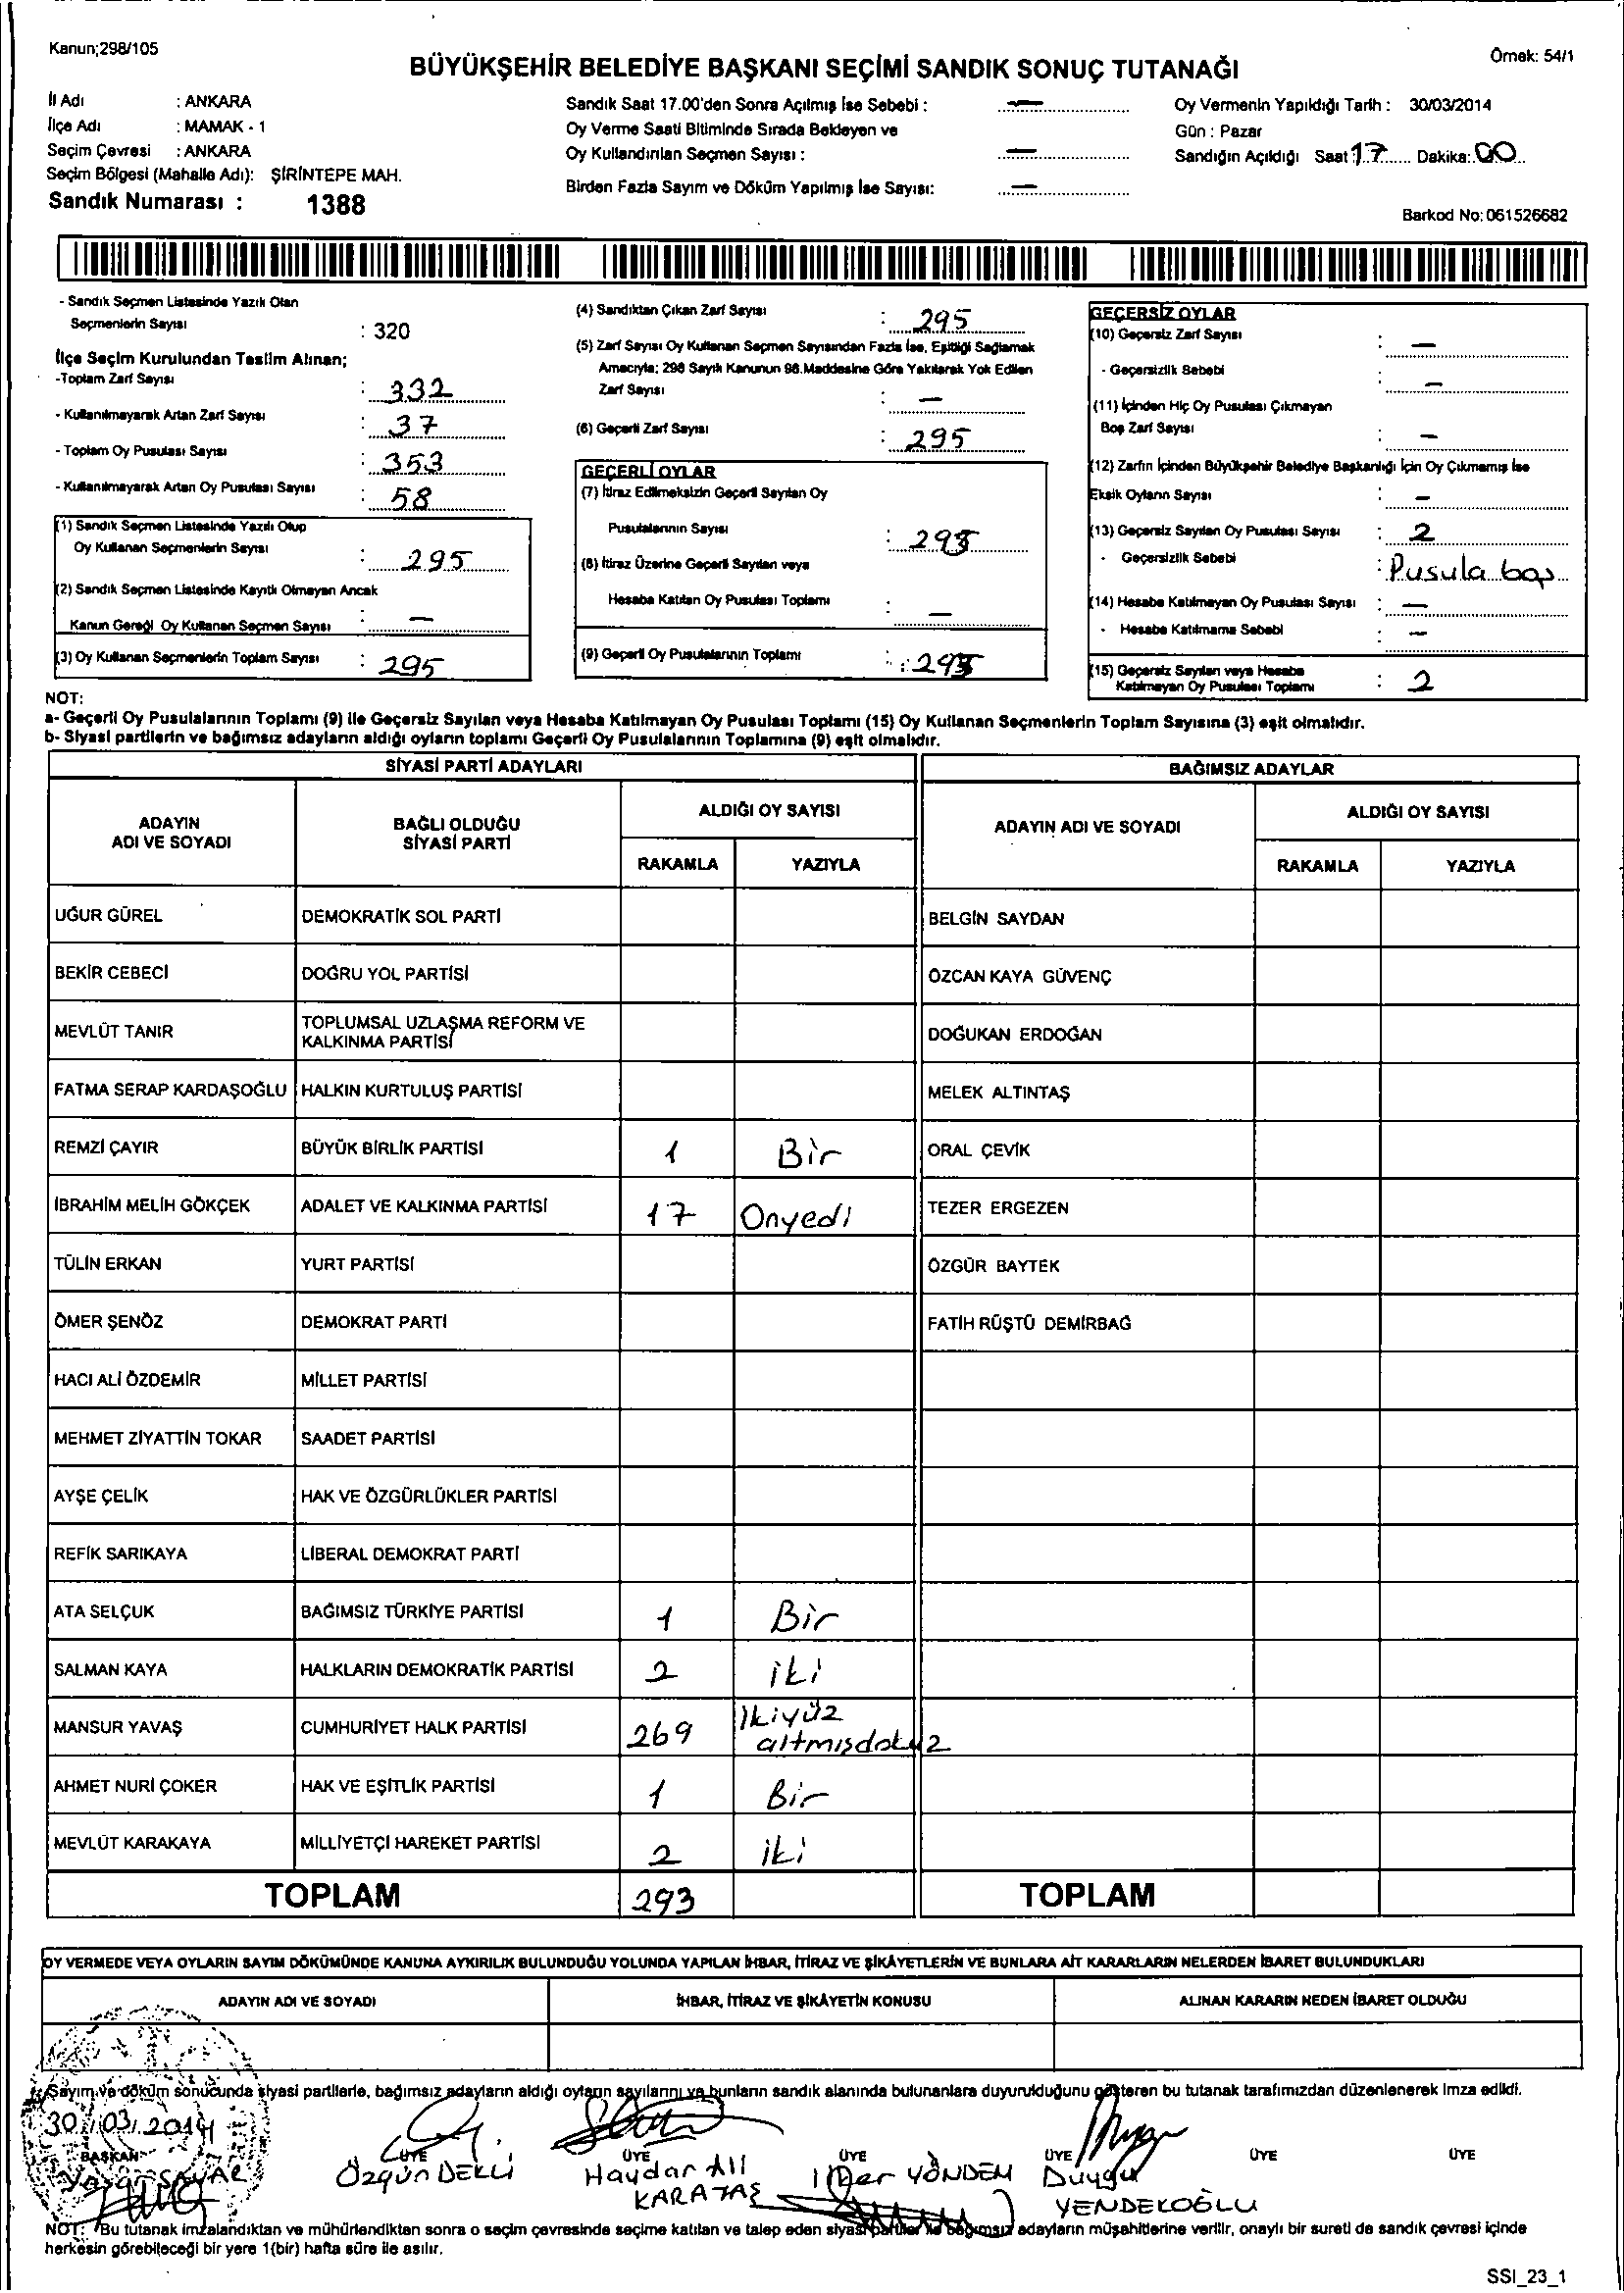 Kanun;298/105
Örnek: 54/1
BÜYÜKŞEHİR BELEDİYE BAŞKANI SEÇİMİ SANDIK SONUÇ TUTANAĞI
İl Adı : ANKARA
İlçe Adı : MAMAK - 1
Seçim Çevresi : ANKARA
Seçim Bölgesi (Mahalle Adı): ŞİRİNTEPE MAH.
Sandık Numarası : 1388
Sandık Saat 17.00'den Sonra Açılmış İse Sebebi : —
Oy Verme Saati Bitiminde Sırada Bekleyen ve
Oy Kullandırılan Seçmen Sayısı : —
Birden Fazla Sayım ve Döküm Yapılmış İse Sayısı: —
Oy Vermenin Yapıldığı Tarih : 30/03/2014
Gün : Pazar
Sandığın Açıldığı Saat 17 Dakika: 00
Barkod No: 061526682
- Sandık Seçmen Listesinde Yazılı Olan
Seçmenlerin Sayısı : 320
İlçe Seçim Kurulundan Teslim Alınan;
-Toplam Zarf Sayısı : 332
- Kullanılmayarak Artan Zarf Sayısı : 37
- Toplam Oy Pusulası Sayısı : 353
- Kullanılmayarak Artan Oy Pusulası Sayısı : 58
(1) Sandık Seçmen Listesinde Yazılı Olup
Oy Kullanan Seçmenlerin Sayısı : 295
(2) Sandık Seçmen Listesinde Kayıtlı Olmayan Ancak
Kanun Gereği Oy Kullanan Seçmen Sayısı : —
(3) Oy Kullanan Seçmenlerin Toplam Sayısı : 295
(4) Sandıktan Çıkan Zarf Sayısı : 295
(5) Zarf Sayısı Oy Kullanan Seçmen Sayısından Fazla İse, Eşitliği Sağlamak
Amacıyla; 298 Sayılı Kanunun 98.Maddesine Göre Yakılarak Yok Edilen
Zarf Sayısı : —
(6) Geçerli Zarf Sayısı : 295
GEÇERLİ OYLAR
(7) İtiraz Edilmeksizin Geçerli Sayılan Oy
Pusulalarının Sayısı : 293
(8) İtiraz Üzerine Geçerli Sayılan veya
Hesaba Katılan Oy Pusulası Toplamı : —
(9) Geçerli Oy Pusulalarının Toplamı : 293
GEÇERSİZ OYLAR
(10) Geçersiz Zarf Sayısı : —
- Geçersizlik Sebebi : —
(11) İçinden Hiç Oy Pusulası Çıkmayan
Boş Zarf Sayısı : —
(12) Zarfın İçinden Büyükşehir Belediye Başkanlığı İçin Oy Çıkmamış İse
Eksik Oyların Sayısı : —
(13) Geçersiz Sayılan Oy Pusulası Sayısı : 2
- Geçersizlik Sebebi : Pusula boş
(14) Hesaba Katılmayan Oy Pusulası Sayısı : —
- Hesaba Katılmama Sebebi : —
(15) Geçersiz Sayılan veya Hesaba
Katılmayan Oy Pusulası Toplamı : 2
NOT:
a- Geçerli Oy Pusulalarının Toplamı (9) ile Geçersiz Sayılan veya Hesaba Katılmayan Oy Pusulası Toplamı (15) Oy Kullanan Seçmenlerin Toplam Sayısına (3) eşit olmalıdır.
b- Siyasi partilerin ve bağımsız adayların aldığı oyların toplamı Geçerli Oy Pusulalarının Toplamına (9) eşit olmalıdır.
SİYASİ PARTİ ADAYLARI
BAĞIMSIZ ADAYLAR
ADAYIN ADI VE SOYADI
BAĞLI OLDUĞU SİYASİ PARTİ
ALDIĞI OY SAYISI
RAKAMLA YAZIYLA
ADAYIN ADI VE SOYADI
ALDIĞI OY SAYISI
RAKAMLA YAZIYLA
UĞUR GÜREL DEMOKRATİK SOL PARTİ BELGİN SAYDAN
BEKİR CEBECİ DOĞRU YOL PARTİSİ ÖZCAN KAYA GÜVENÇ
MEVLÜT TANIR TOPLUMSAL UZLAŞMA REFORM VE KALKINMA PARTİSİ DOĞUKAN ERDOĞAN
FATMA SERAP KARDAŞOĞLU HALKIN KURTULUŞ PARTİSİ MELEK ALTINTAŞ
REMZİ ÇAYIR BÜYÜK BİRLİK PARTİSİ 1 Bir ORAL ÇEVİK
İBRAHİM MELİH GÖKÇEK ADALET VE KALKINMA PARTİSİ 17 Onyedi TEZER ERGEZEN
TÜLİN ERKAN YURT PARTİSİ ÖZGÜR BAYTEK
ÖMER ŞENÖZ DEMOKRAT PARTİ FATİH RÜŞTÜ DEMİRBAĞ
HACI ALİ ÖZDEMİR MİLLET PARTİSİ
MEHMET ZİYATTİN TOKAR SAADET PARTİSİ
AYŞE ÇELİK HAK VE ÖZGÜRLÜKLER PARTİSİ
REFİK SARIKAYA LİBERAL DEMOKRAT PARTİ
ATA SELÇUK BAĞIMSIZ TÜRKİYE PARTİSİ 1 Bir
SALMAN KAYA HALKLARIN DEMOKRATİK PARTİSİ 2 iki
MANSUR YAVAŞ CUMHURİYET HALK PARTİSİ 269 İkiyüz altmışdokuz
AHMET NURİ ÇOKER HAK VE EŞİTLİK PARTİSİ 1 Bir
MEVLÜT KARAKAYA MİLLİYETÇİ HAREKET PARTİSİ 2 iki
TOPLAM 293 TOPLAM
OY VERMEDE VEYA OYLARIN SAYIM DÖKÜMÜNDE KANUNA AYKIRILIK BULUNDUĞU YOLUNDA YAPILAN İHBAR, İTİRAZ VE ŞİKÂYETLERİN VE BUNLARA AİT KARARLARIN NELERDEN İBARET BULUNDUKLARI
ADAYIN ADI VE SOYADI İHBAR, İTİRAZ VE ŞİKÂYETİN KONUSU ALINAN KARARIN NEDEN İBARET OLDUĞU
Sayım ve döküm sonucunda siyasi partilerle, bağımsız adayların aldığı oyların sayılarını ve bunların sandık alanında bulunanlara duyurulduğunu gösteren bu tutanak tarafımızdan düzenlenerek imza edildi.
30/03/2014
BAŞKAN ÜYE ÜYE ÜYE ÜYE ÜYE ÜYE
Yaşar SAYAR Özgün DEKLİ Haydar Ali KARATAŞ İlker YÖNDEM Duygu YENDEKOĞLU
NOT: Bu tutanak imzalandıktan ve mühürlendikten sonra o seçim çevresinde seçime katılan ve talep eden siyasi partiler ile bağımsız adayların müşahitlerine verilir, onaylı bir sureti de sandık çevresi içinde
herkesin görebileceği bir yere 1(bir) hafta süre ile asılır.
SSI_23_1